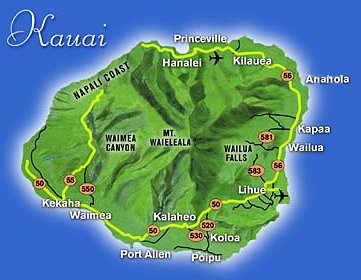 Kauai
Princeville
Hanalei
Kilauea
56
Anahola
NAPALI COAST
WAIMEA
CANYON
MT.
WAIELEALA
WAILUA
FALLS
581
Kapaa
Wailua
583
56
50
55
550
Kekaha
Waimea
Lihue
50
Kalaheo
50
520
530
Koloa
Port Allen
Poipu